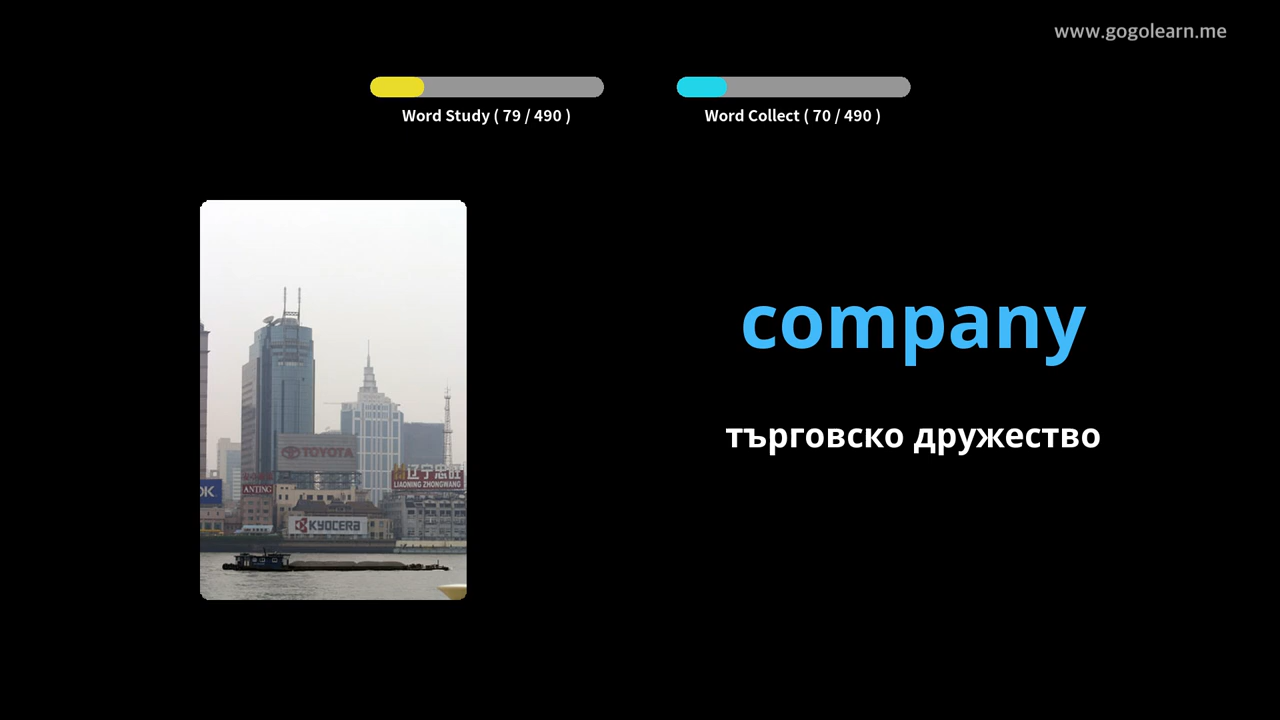 www.gogolearn.me
Word Study ( 79 / 490 )
Word Collect ( 70 / 490 )
company
търговско дружество
TOYOTA
辽宁忠旺
LIAONING ZHONGWANG
OK
ANTING
KYOCERA